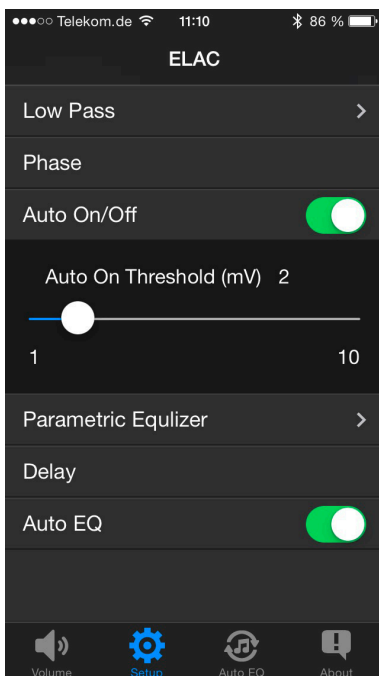 Telekom.de 11:10 86 %
ELAC
Low Pass
Phase
Auto On/Off
Auto On Threshold (mV) 2
1 10
Parametric Equlizer
Delay
Auto EQ
Volume Setup Auto EQ About